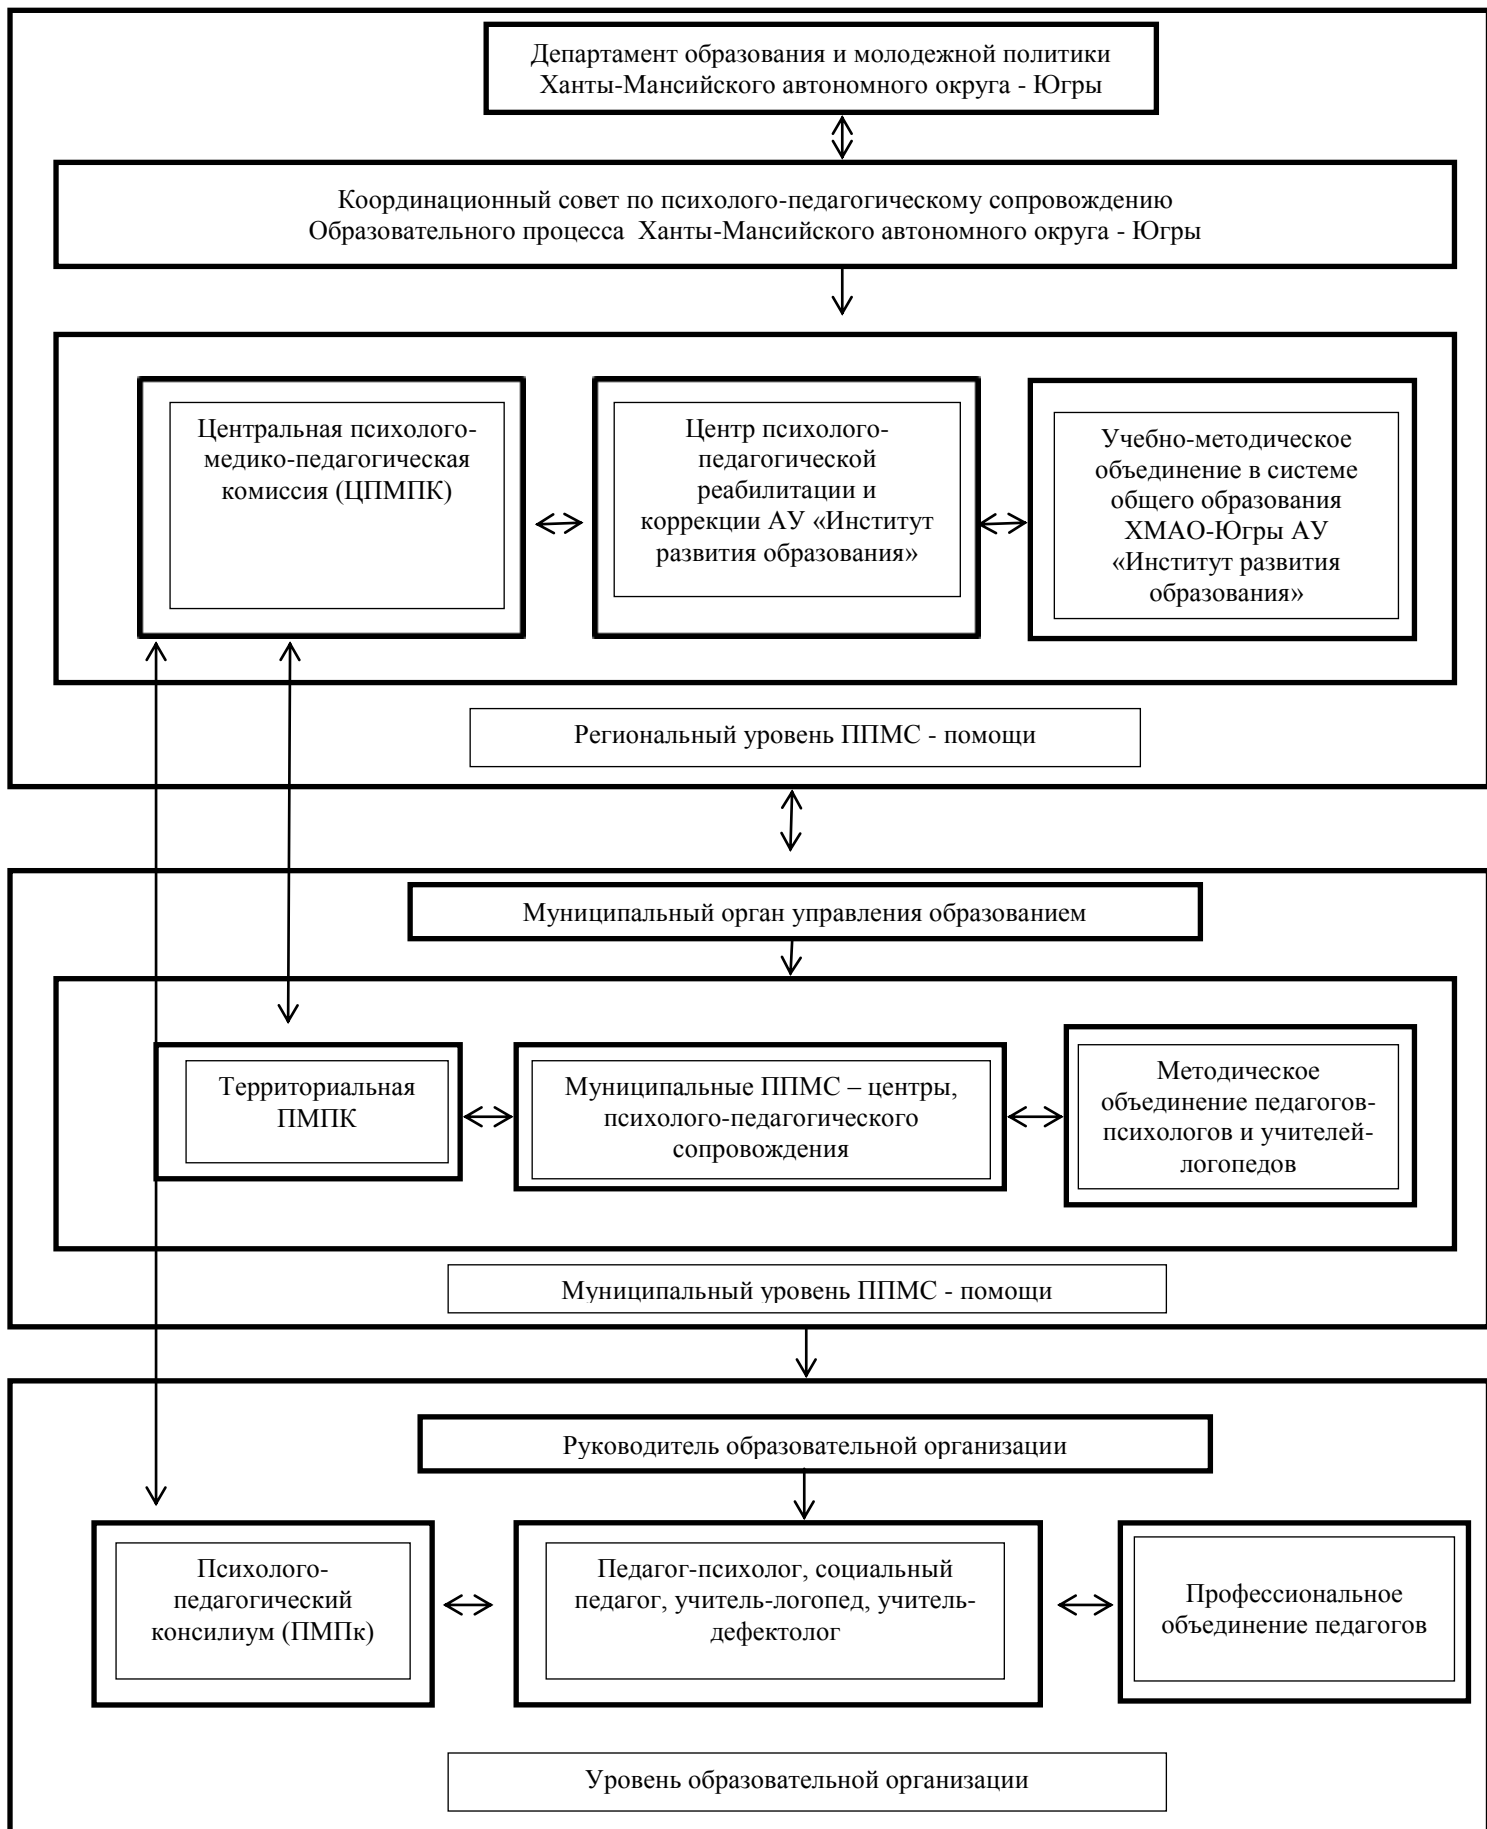 Департамент образования и молодежной политики
Ханты-Мансийского автономного округа - Югры
Координационный совет по психолого-педагогическому сопровождению
Образовательного процесса Ханты-Мансийского автономного округа - Югры
Центральная психолого-
медико-педагогическая
комиссия (ЦПМПК)
Центр психолого-
педагогической
реабилитации и
коррекции АУ «Институт
развития образования»
Учебно-методическое
объединение в системе
общего образования
ХМАО-Югры АУ
«Институт развития
образования»
Региональный уровень ППМС - помощи
Муниципальный орган управления образованием
Территориальная
ПМПК
Муниципальные ППМС – центры,
психолого-педагогического
сопровождения
Методическое
объединение педагогов-
психологов и учителей-
логопедов
Муниципальный уровень ППМС - помощи
Руководитель образовательной организации
Психолого-
педагогический
консилиум (ПМПк)
Педагог-психолог, социальный
педагог, учитель-логопед, учитель-
дефектолог
Профессиональное
объединение педагогов
Уровень образовательной организации